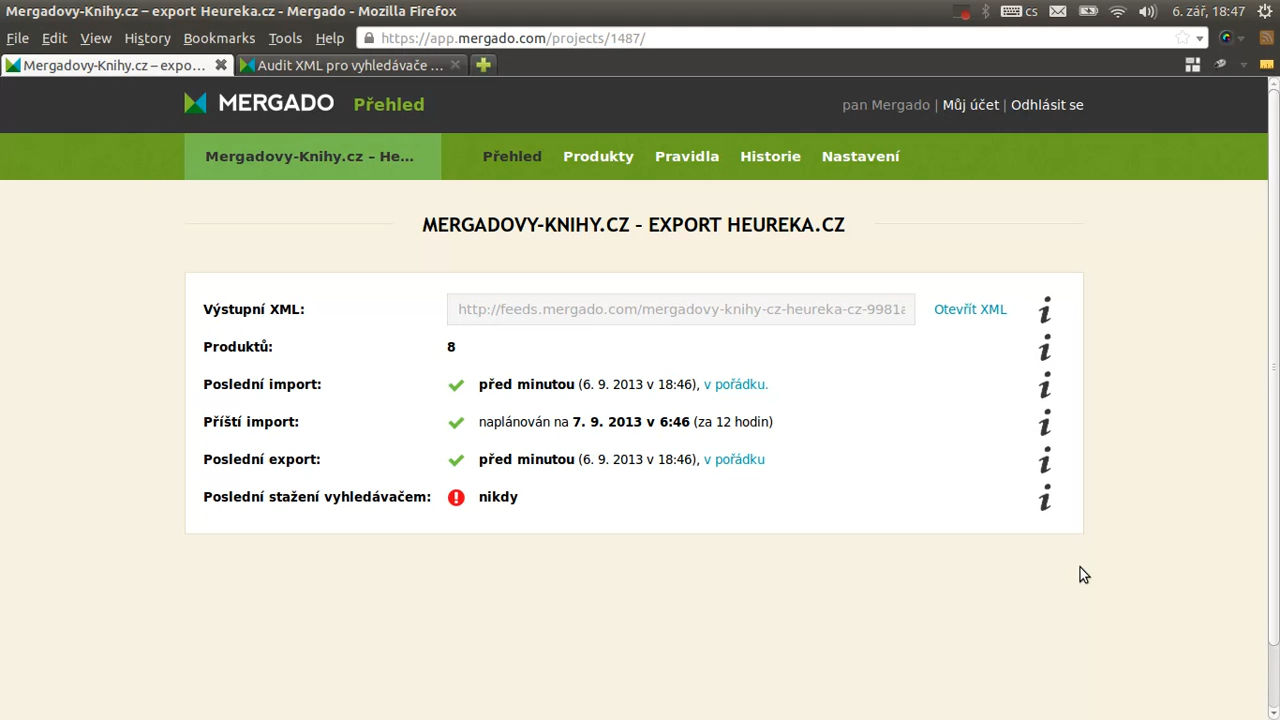 Mergadovy-Knihy.cz – export Heureka.cz - Mergado - Mozilla Firefox
cs
6. zář, 18:47
File Edit View History Bookmarks Tools Help
https://app.mergado.com/projects/1487/
Mergadovy-Knihy.cz – expo...
Audit XML pro vyhledávače ...
MERGADO Přehled
pan Mergado | Můj účet | Odhlásit se
Mergadovy-Knihy.cz – He...
Přehled Produkty Pravidla Historie Nastavení
MERGADOVY-KNIHY.CZ – EXPORT HEUREKA.CZ
Výstupní XML: http://feeds.mergado.com/mergadovy-knihy-cz-heureka-cz-9981a Otevřít XML
Produktů: 8
Poslední import: před minutou (6. 9. 2013 v 18:46), v pořádku.
Příští import: naplánován na 7. 9. 2013 v 6:46 (za 12 hodin)
Poslední export: před minutou (6. 9. 2013 v 18:46), v pořádku
Poslední stažení vyhledávačem: nikdy